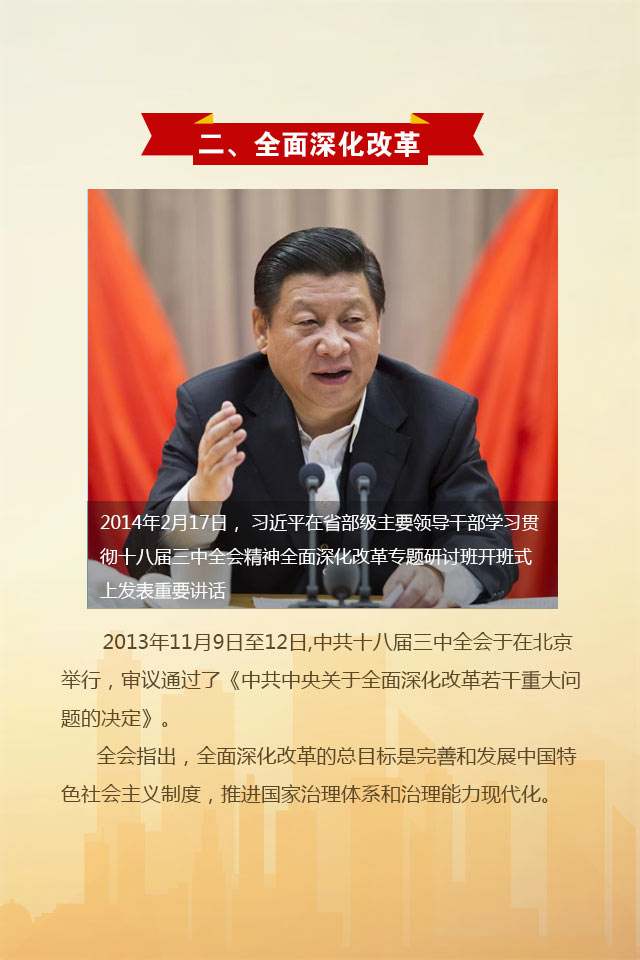 二、全面深化改革
2014年2月17日，习近平在省部级主要领导干部学习贯
彻十八届三中全会精神全面深化改革专题研讨班开班式
上发表重要讲话
2013年11月9日至12日,中共十八届三中全会于在北京
举行，审议通过了《中共中央关于全面深化改革若干重大问
题的决定》。
全会指出，全面深化改革的总目标是完善和发展中国特
色社会主义制度，推进国家治理体系和治理能力现代化。